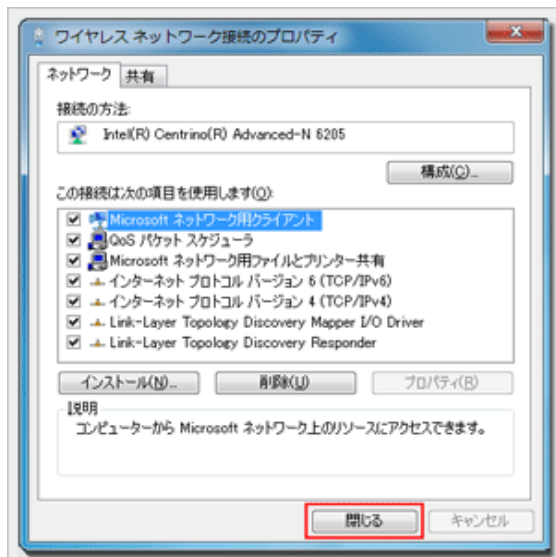 ワイヤレス ネットワーク接続のプロパティ
ネットワーク 共有
接続の方法:
Intel(R) Centrino(R) Advanced-N 6205
構成(C)...
この接続は次の項目を使用します(O):
Microsoft ネットワーク用クライアント
QoS パケット スケジューラ
Microsoft ネットワーク用ファイルとプリンター共有
インターネット プロトコル バージョン 6 (TCP/IPv6)
インターネット プロトコル バージョン 4 (TCP/IPv4)
Link-Layer Topology Discovery Mapper I/O Driver
Link-Layer Topology Discovery Responder
インストール(N)... 削除(U) プロパティ(R)
説明
コンピューターから Microsoft ネットワーク上のリソースにアクセスできます。
閉じる キャンセル